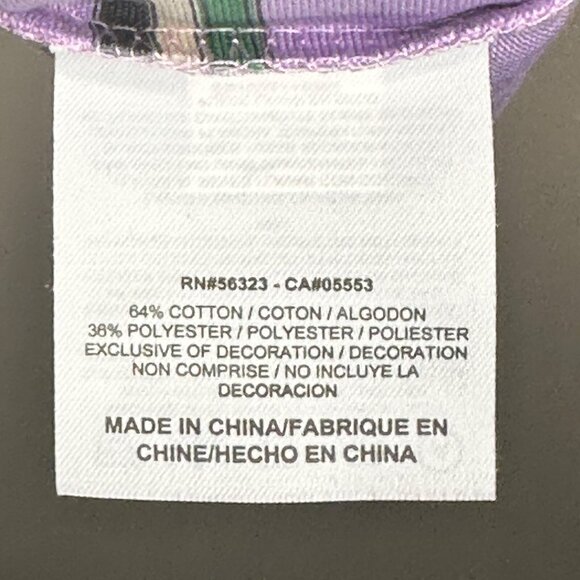 RN#56323 - CA#05553
64% COTTON / COTON / ALGODON
36% POLYESTER / POLYESTER / POLIESTER
EXCLUSIVE OF DECORATION / DECORATION
NON COMPRISE / NO INCLUYE LA
DECORACION
MADE IN CHINA/FABRIQUE EN
CHINE/HECHO EN CHINA